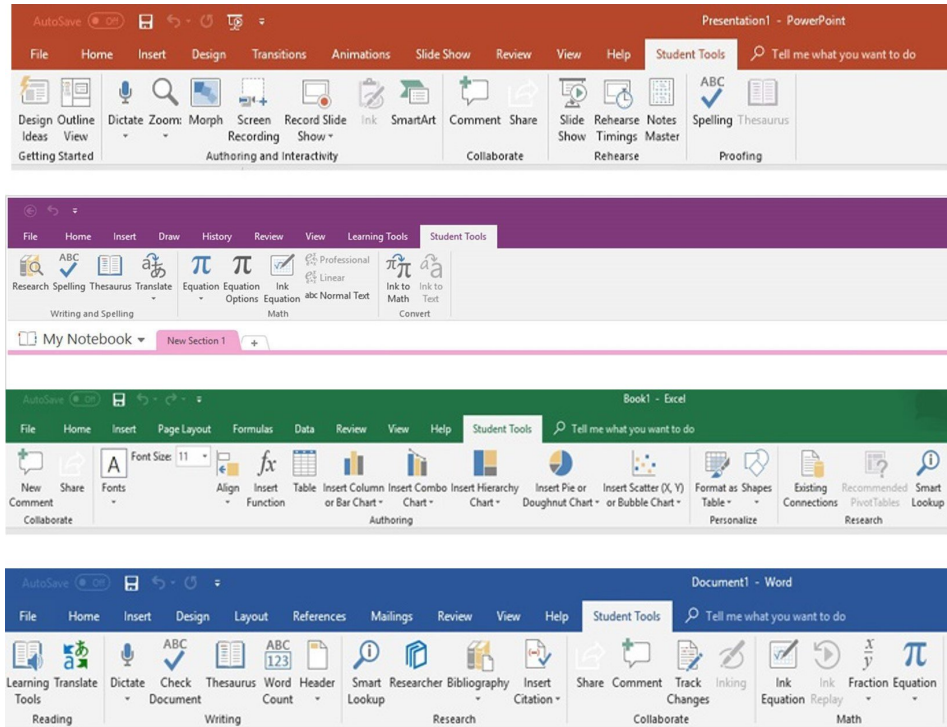 AutoSave Off Presentation1 - PowerPoint
File Home Insert Design Transitions Animations Slide Show Review View Help Student Tools Tell me what you want to do
ABC
Design Outline Dictate Zoom: Morph Screen Record Slide Ink SmartArt Comment Share Slide Rehearse Notes Spelling Thesaurus
Ideas View Recording Show Show Timings Master
Getting Started Authoring and Interactivity Collaborate Rehearse Proofing
File Home Insert Draw History Review View Learning Tools Student Tools
ABC あ π π Professional π π a a
Linear
Research Spelling Thesaurus Translate Equation Equation Ink abc Normal Text Ink to Ink to
Options Equation Math Text
Writing and Spelling Math Convert
My Notebook New Section 1 +
AutoSave Off Book1 - Excel
File Home Insert Page Layout Formulas Data Review View Help Student Tools Tell me what you want to do
A Font Size: 11 fx
New Share Fonts Align Insert Table Insert Column Insert Combo Insert Hierarchy Insert Pie or Insert Scatter (X, Y) Format as Shapes Existing Recommended Smart
Comment Function or Bar Chart Chart Chart Doughnut Chart or Bubble Chart Table Connections PivotTables Lookup
Collaborate Authoring Personalize Research
AutoSave Off Document1 - Word
File Home Insert Design Layout References Mailings Review View Help Student Tools Tell me what you want to do
あ a ABC ABC 123 x y π
Learning Translate Dictate Check Thesaurus Word Header Smart Researcher Bibliography Insert Share Comment Track Inking Ink Ink Fraction Equation
Tools Document Count Lookup Citation Changes Equation Replay
Reading Writing Research Collaborate Math